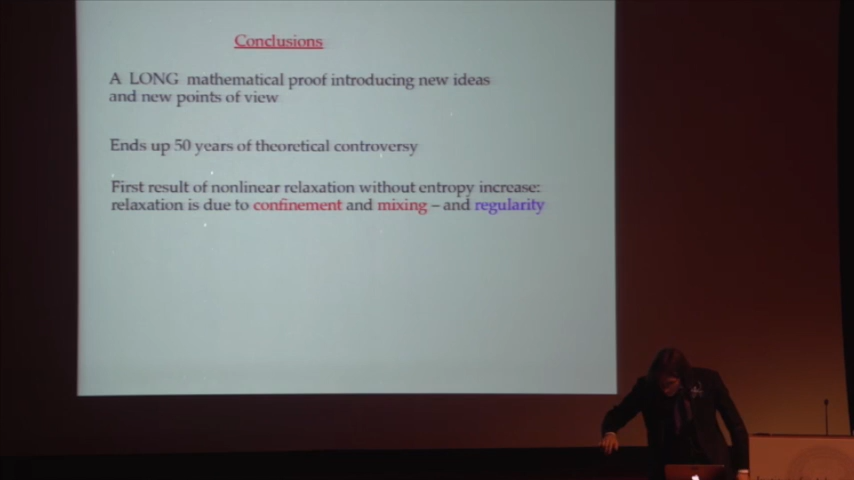 Conclusions
A LONG mathematical proof introducing new ideas
and new points of view
Ends up 50 years of theoretical controversy
First result of nonlinear relaxation without entropy increase:
relaxation is due to confinement and mixing – and regularity